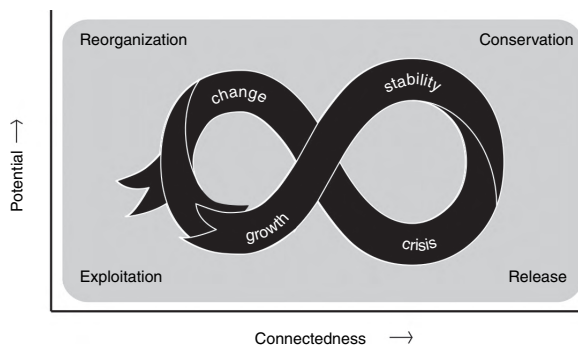 Reorganization
Conservation
change
stability
Potential
growth
crisis
Exploitation
Release
Connectedness